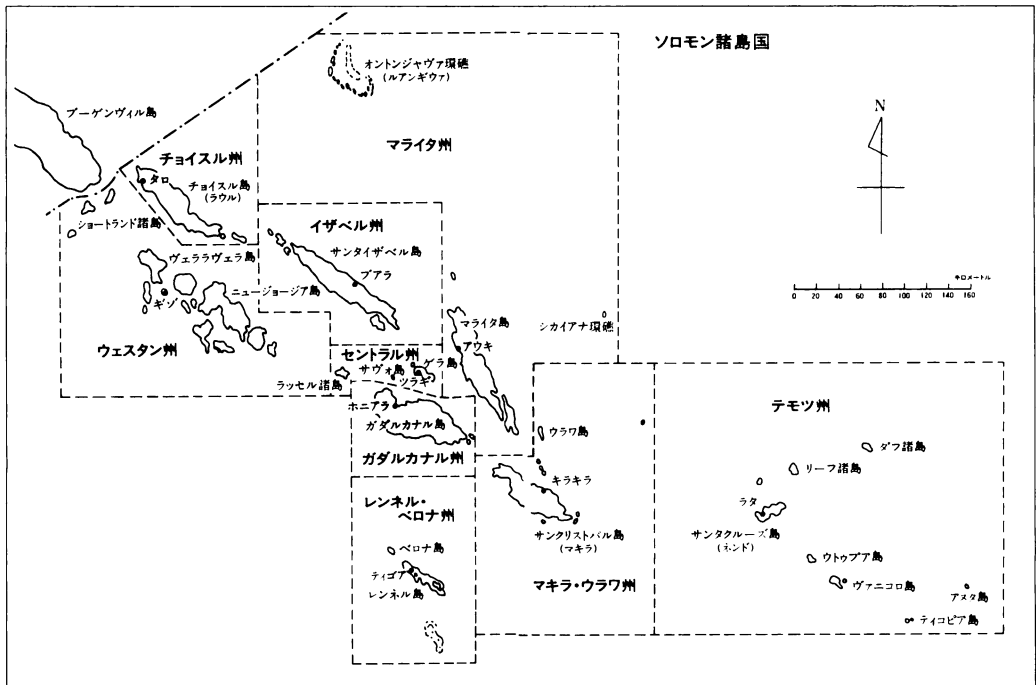 ソロモン諸島国
オントンジャヴァ環礁
(ルアンギウァ)
ブーゲンヴィル島
N
マライタ州
チョイスル州
タロ
チョイスル島
(ラウル)
ショートランド諸島
イザベル州
サンタイザベル島
ブアラ
ヴェララヴェラ島
ニュージョージア島
ギゾ
キロメートル
0 20 40 60 80 100 120 140 160
マライタ島
シカイアナ環礁
アウキ
ウェスタン州
セントラル州
ゲラ島
サヴォ島
ツラギ
ラッセル諸島
ホニアラ
ガダルカナル島
ガダルカナル州
テモツ州
ウラワ島
ダフ諸島
リーフ諸島
キラキラ
ラタ
サンクリストバル島
(マキラ)
サンタクルーズ島
(ネンド)
レンネル・
ベロナ州
ベロナ島
ティゴア
レンネル島
マキラ・ウラワ州
ウトゥプア島
ヴァニコロ島
アヌタ島
ティコピア島